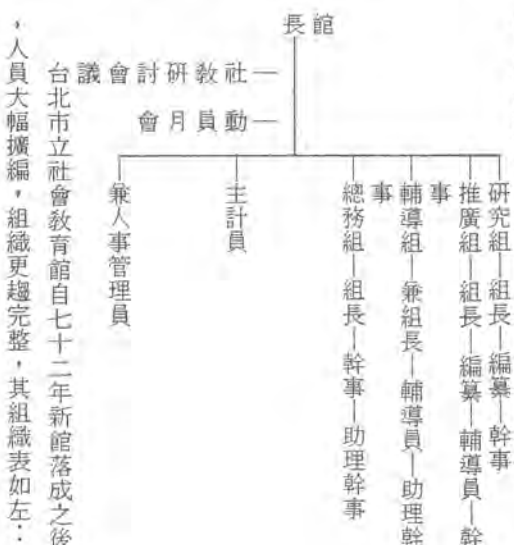 館長
社教研討會議
動員月會
研究組—組長—編纂—幹事
推廣組—組長—編纂—輔導員—幹
事
輔導組—兼組長—輔導員—助理幹
事
總務組—組長—幹事—助理幹事
主計員
兼人事管理員
台北市立社會教育館自七十二年新館落成之後
，人員大幅擴編，組織更趨完整，其組織表如左：